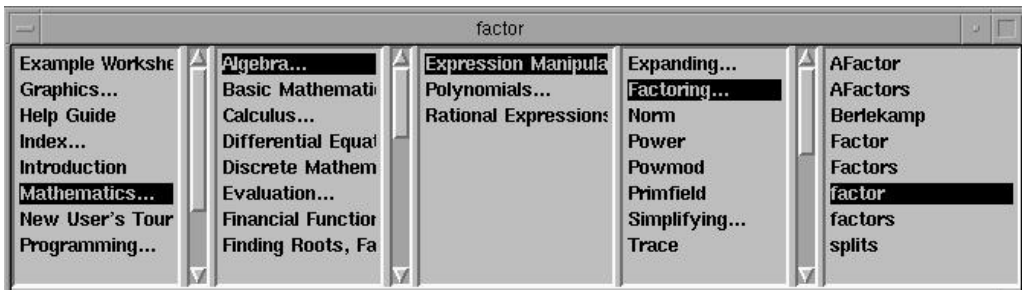 factor
Example Workshe
Graphics...
Help Guide
Index...
Introduction
Mathematics...
New User's Tour
Programming...
Algebra...
Basic Mathemati
Calculus...
Differential Equat
Discrete Mathem
Evaluation...
Financial Function
Finding Roots, Fa
Expression Manipula
Polynomials...
Rational Expressions
Expanding...
Factoring...
Norm
Power
Powmod
Primfield
Simplifying...
Trace
AFactor
AFactors
Berlekamp
Factor
Factors
factor
factors
splits